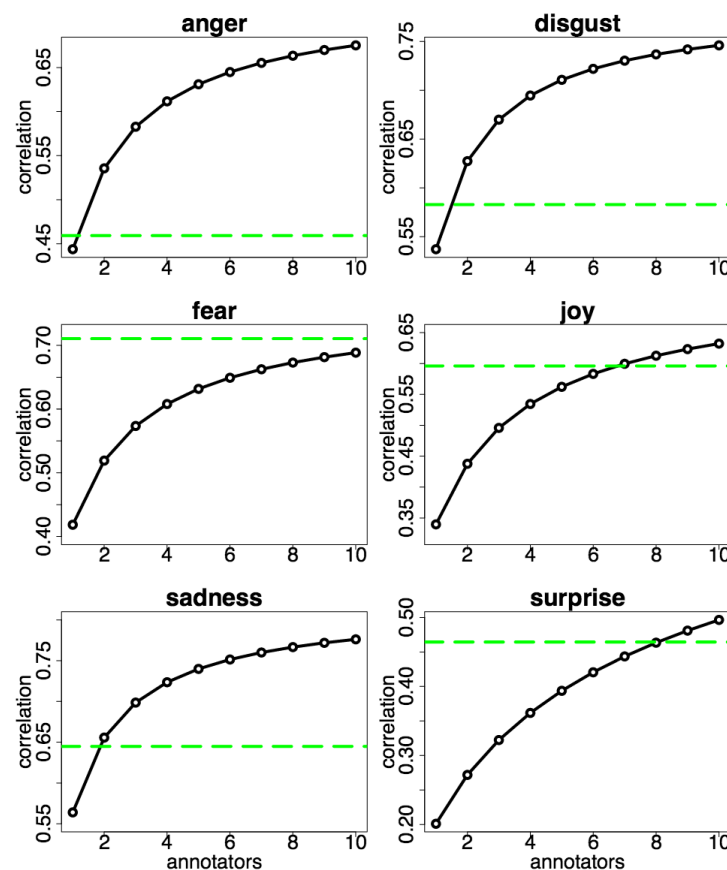 anger
correlation
0.45 0.55 0.65
2 4 6 8 10
disgust
correlation
0.55 0.65 0.75
2 4 6 8 10
fear
correlation
0.40 0.50 0.60 0.70
2 4 6 8 10
joy
correlation
0.35 0.45 0.55 0.65
2 4 6 8 10
sadness
correlation
0.55 0.65 0.75
2 4 6 8 10
annotators
surprise
correlation
0.20 0.30 0.40 0.50
2 4 6 8 10
annotators